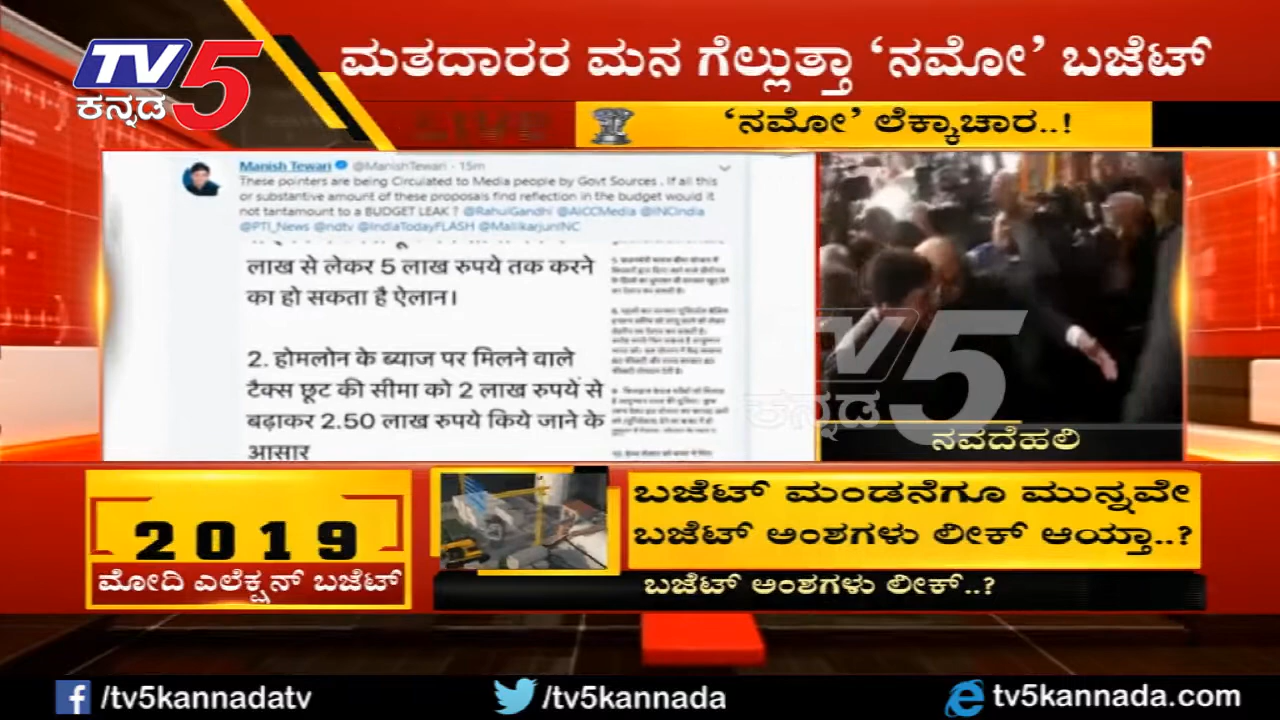 TV5
ಕನ್ನಡ
ಮತದಾರರ ಮನ ಗೆಲ್ಲುತ್ತಾ ‘ನಮೋ’ ಬಜೆಟ್
‘ನಮೋ’ ಲೆಕ್ಕಾಚಾರ..!
Manish Tewari @ManishTewari · 15m
These pointers are being Circulated to Media people by Govt Sources . If all this
or substantive amount of these proposals find reflection in the budget would it
not tantamount to a BUDGET LEAK ? @RahulGandhi @AICCMedia @INCIndia
@PTI_News @ndtv @IndiaTodayFLASH @MallikarjunINC
लाख से लेकर 5 लाख रुपये तक करने
का हो सकता है ऐलान।
2. होमलोन के ब्याज पर मिलने वाले
टैक्स छूट की सीमा को 2 लाख रुपये से
बढ़ाकर 2.50 लाख रुपये किये जाने के
आसार
TV5
ಕನ್ನಡ
ನವದೆಹಲಿ
2019
ಮೋದಿ ಎಲೆಕ್ಷನ್ ಬಜೆಟ್
ಬಜೆಟ್ ಮಂಡನೆಗೂ ಮುನ್ನವೇ
ಬಜೆಟ್ ಅಂಶಗಳು ಲೀಕ್ ಆಯ್ತಾ..?
ಬಜೆಟ್ ಅಂಶಗಳು ಲೀಕ್..?
/tv5kannadatv
/tv5kannada
tv5kannada.com